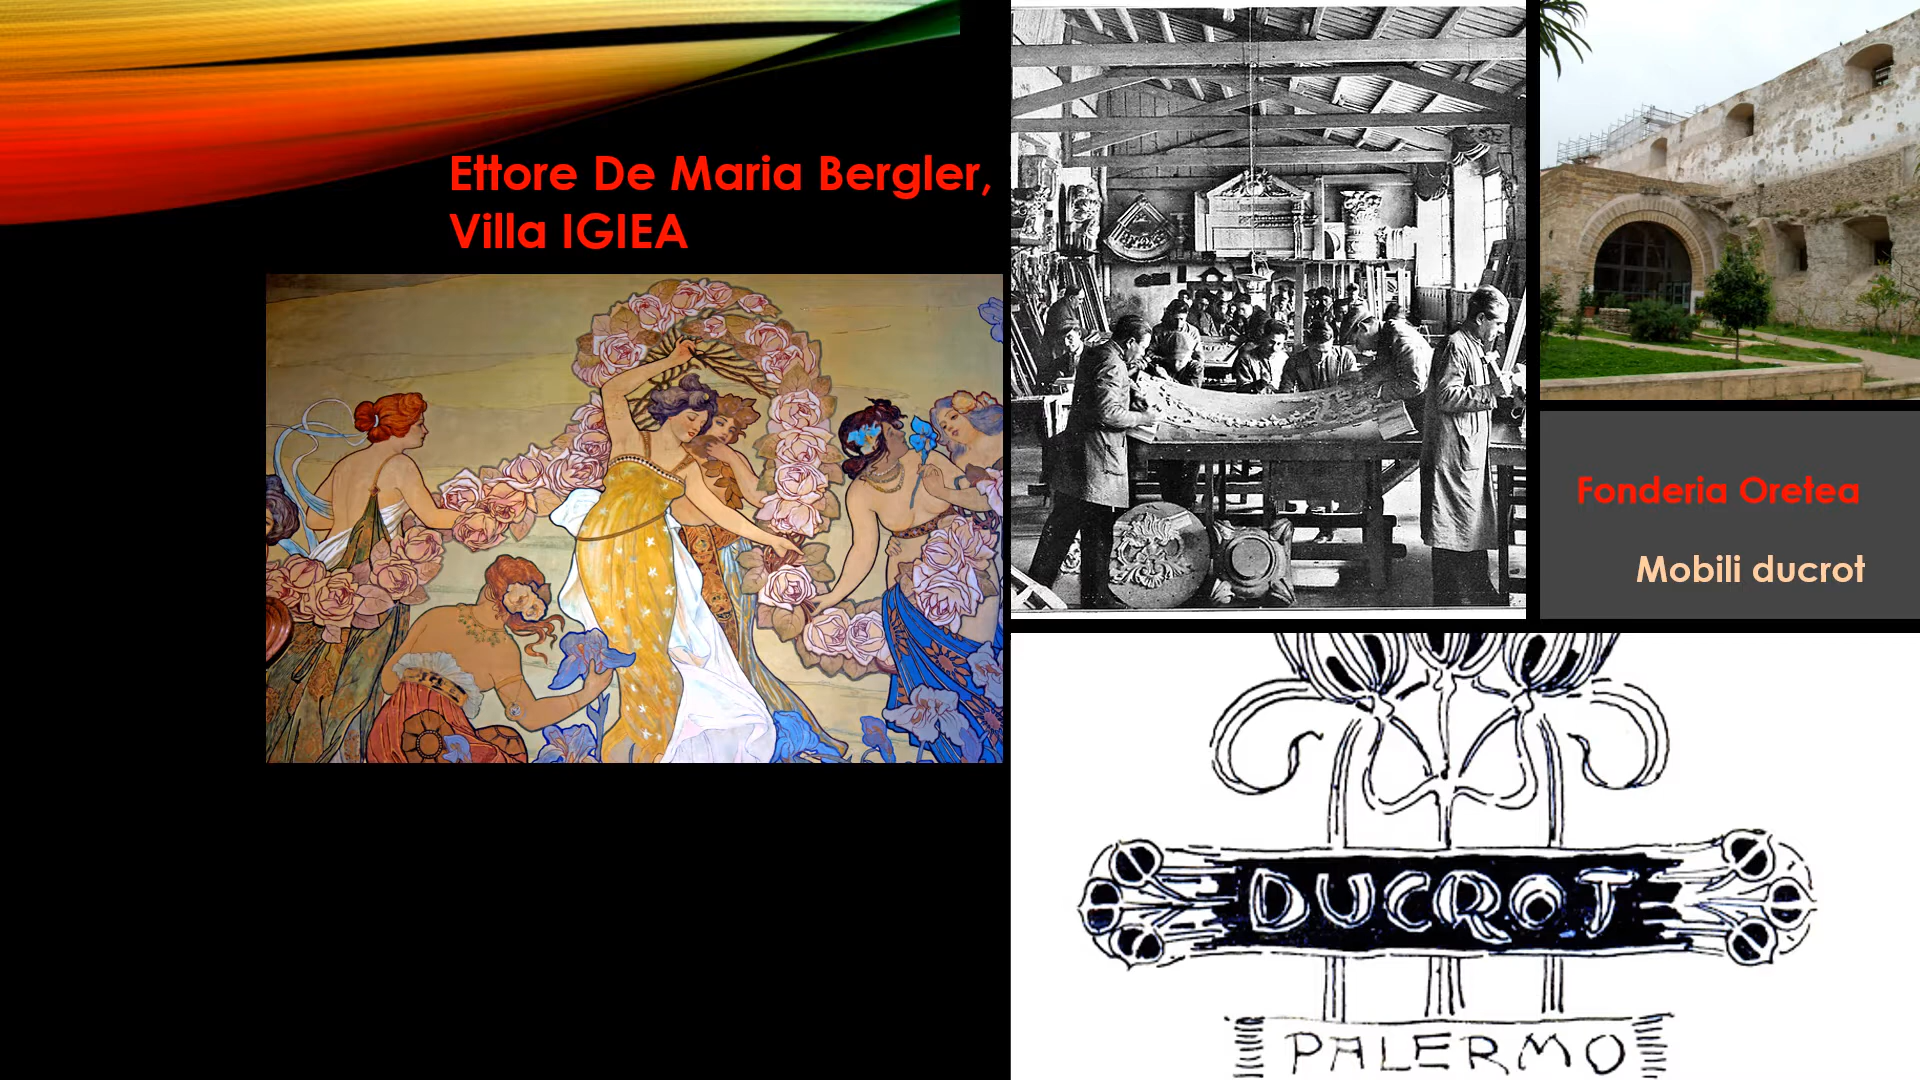 Ettore De Maria Bergler,
Villa IGIEA
Fonderia Oretea
Mobili ducrot
DUCROT
PALERMO